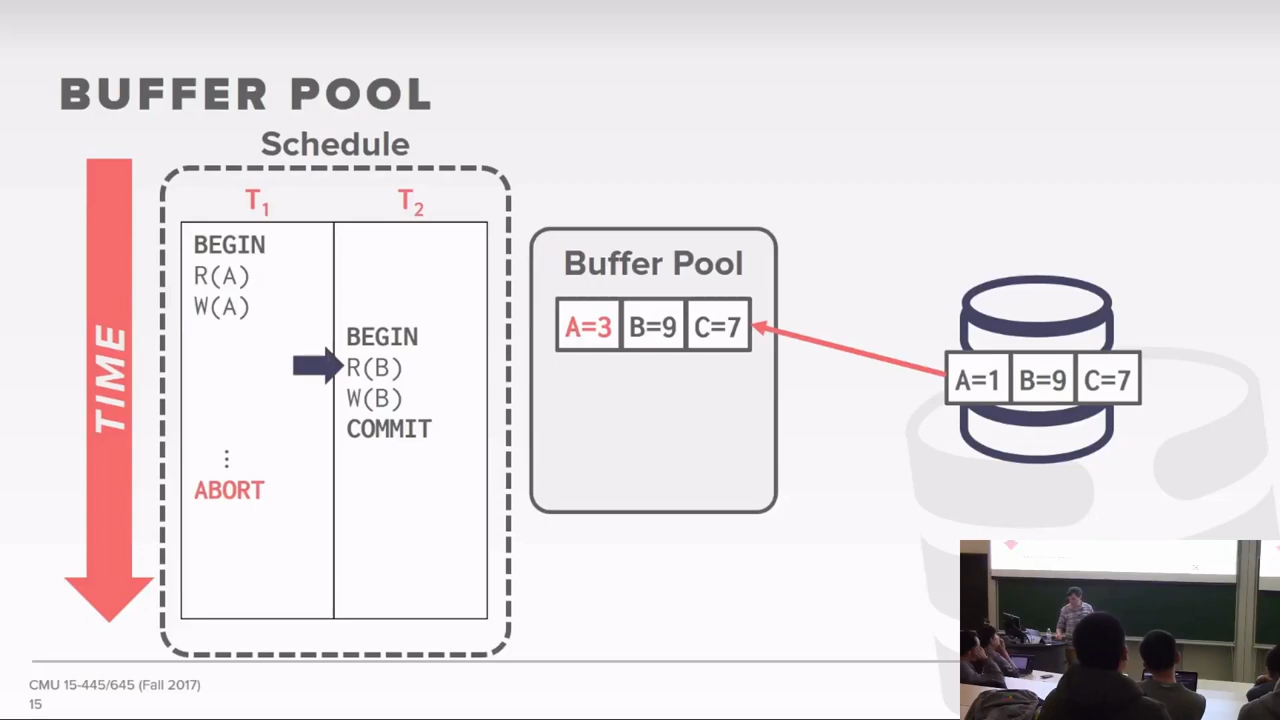 BUFFER POOL
Schedule
TIME
T1 T2
BEGIN
R(A)
W(A)
BEGIN
R(B)
W(B)
COMMIT
⋮
ABORT
Buffer Pool
A=3 B=9 C=7
A=1 B=9 C=7
CMU 15-445/645 (Fall 2017)
15